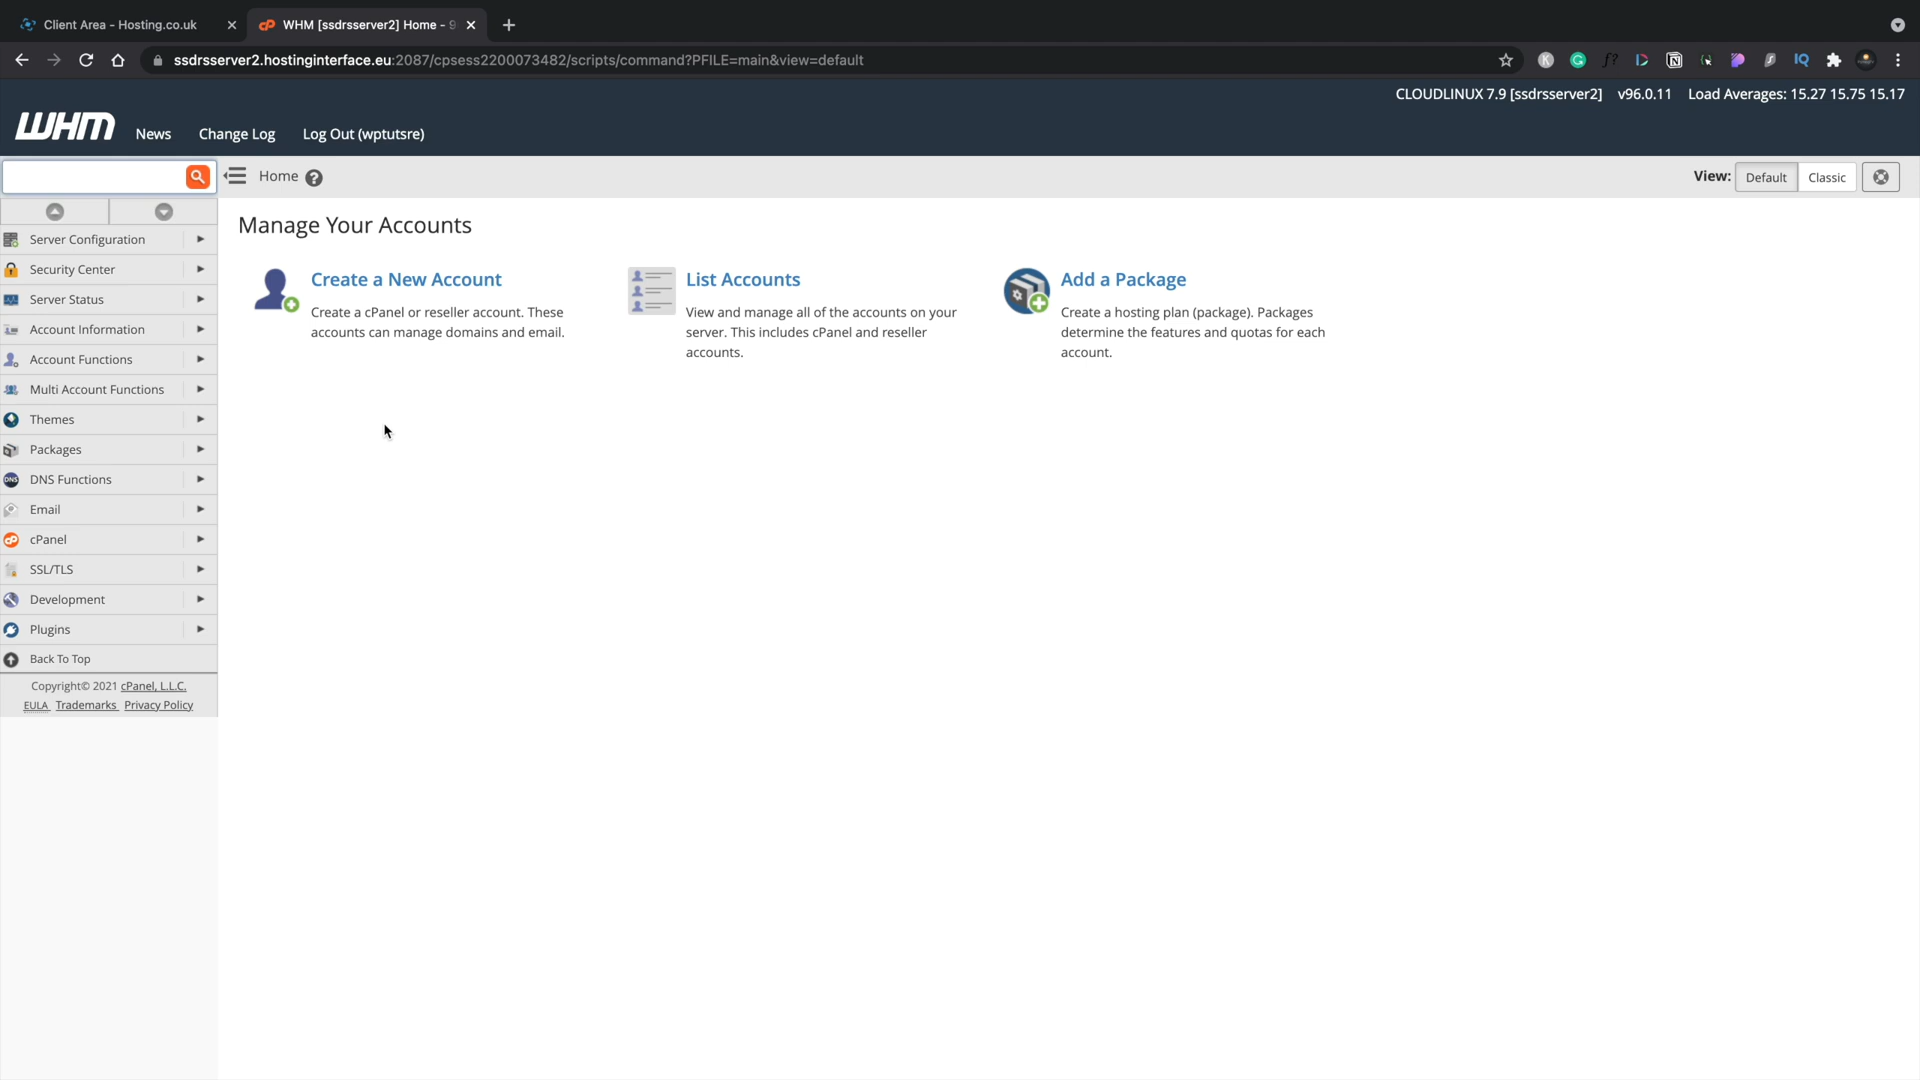 Client Area - Hosting.co.uk
WHM [ssdrsserver2] Home - 9
ssdrsserver2.hostinginterface.eu:2087/cpsess2200073482/scripts/command?PFILE=main&view=default
CLOUDLINUX 7.9 [ssdrsserver2] v96.0.11 Load Averages: 15.27 15.75 15.17
WHM News Change Log Log Out (wptutsre)
Home
View: Default Classic
Manage Your Accounts
Server Configuration
Security Center
Server Status
Account Information
Account Functions
Multi Account Functions
Themes
Packages
DNS Functions
Email
cPanel
SSL/TLS
Development
Plugins
Back To Top
Copyright© 2021 cPanel, L.L.C.
EULA Trademarks Privacy Policy
Create a New Account
Create a cPanel or reseller account. These
accounts can manage domains and email.
List Accounts
View and manage all of the accounts on your
server. This includes cPanel and reseller
accounts.
Add a Package
Create a hosting plan (package). Packages
determine the features and quotas for each
account.